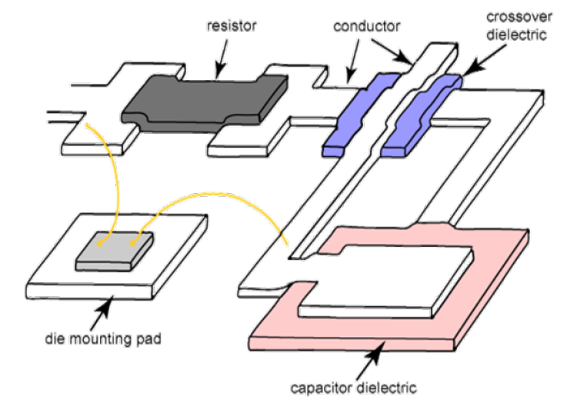 resistor
conductor
crossover
dielectric
die mounting pad
capacitor dielectric